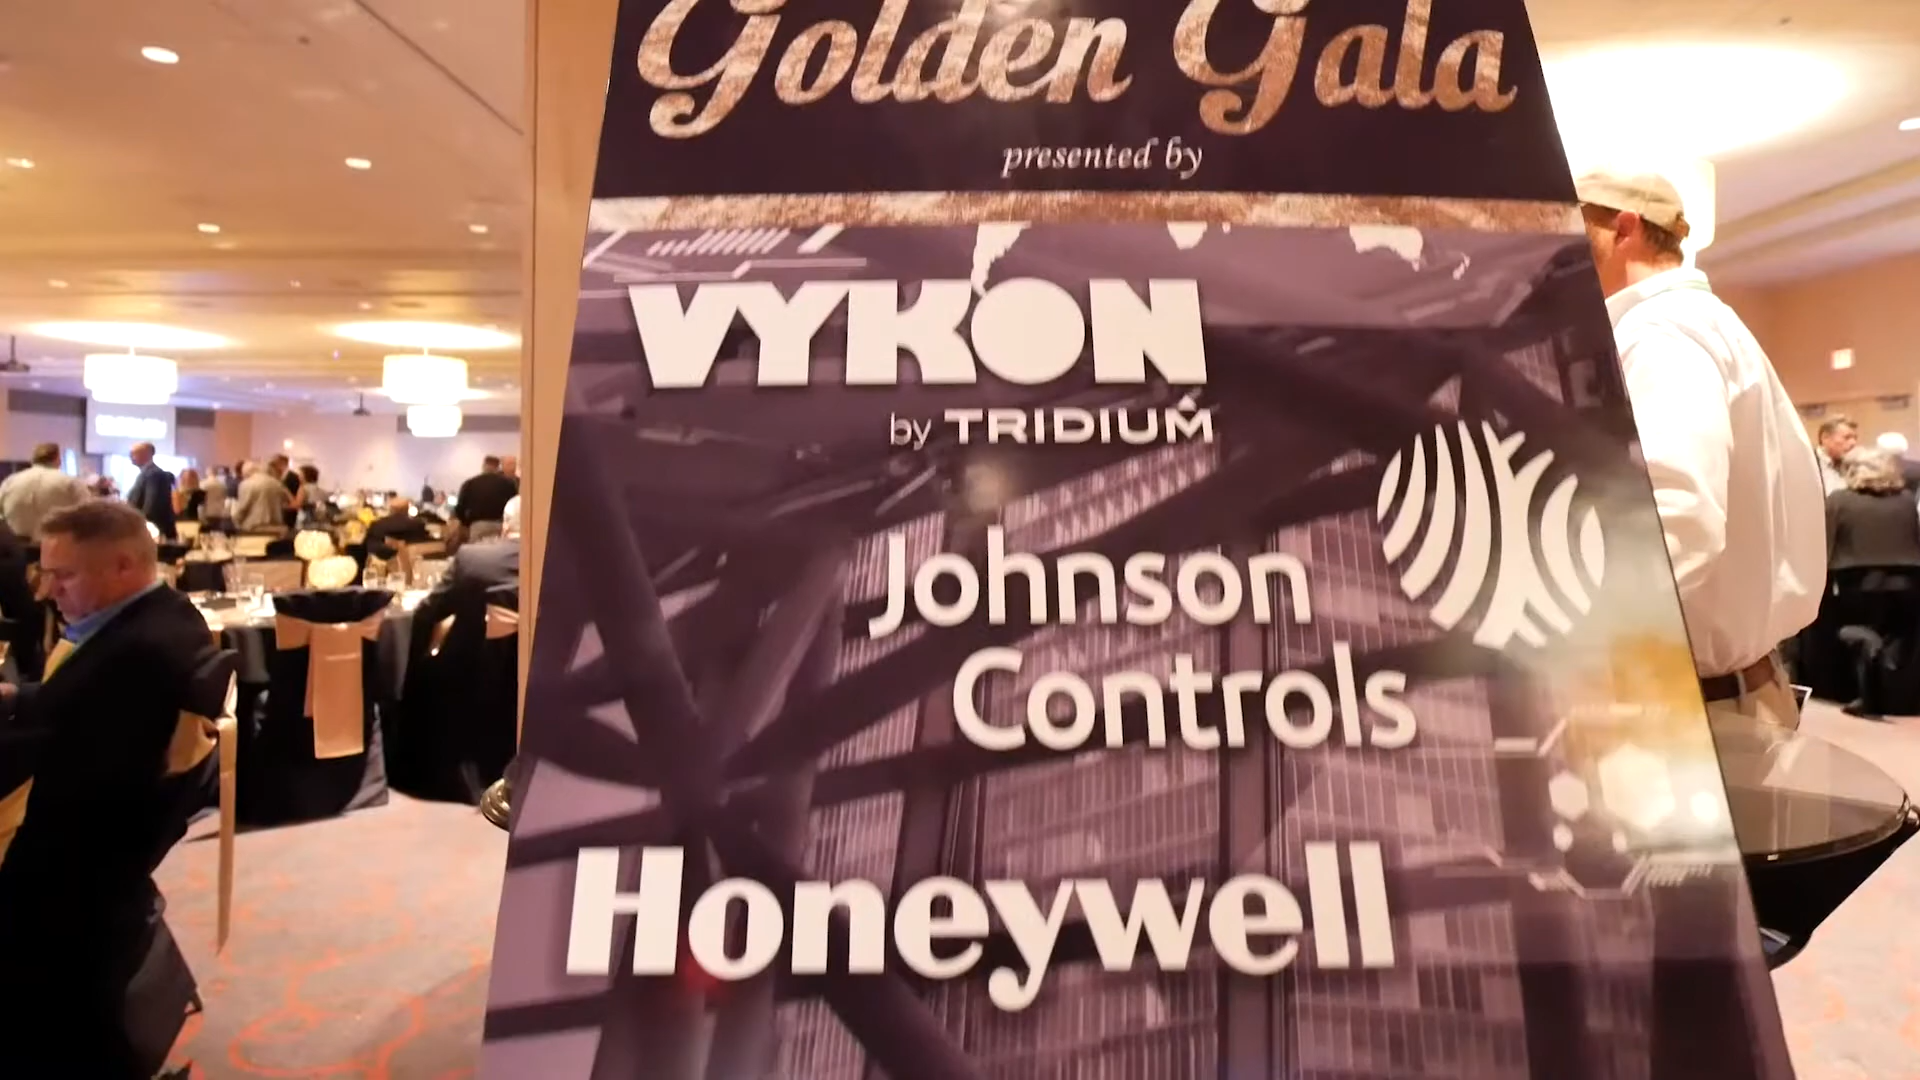 Golden Gala
presented by
VYKON
by TRIDIUM
Johnson
Controls
Honeywell